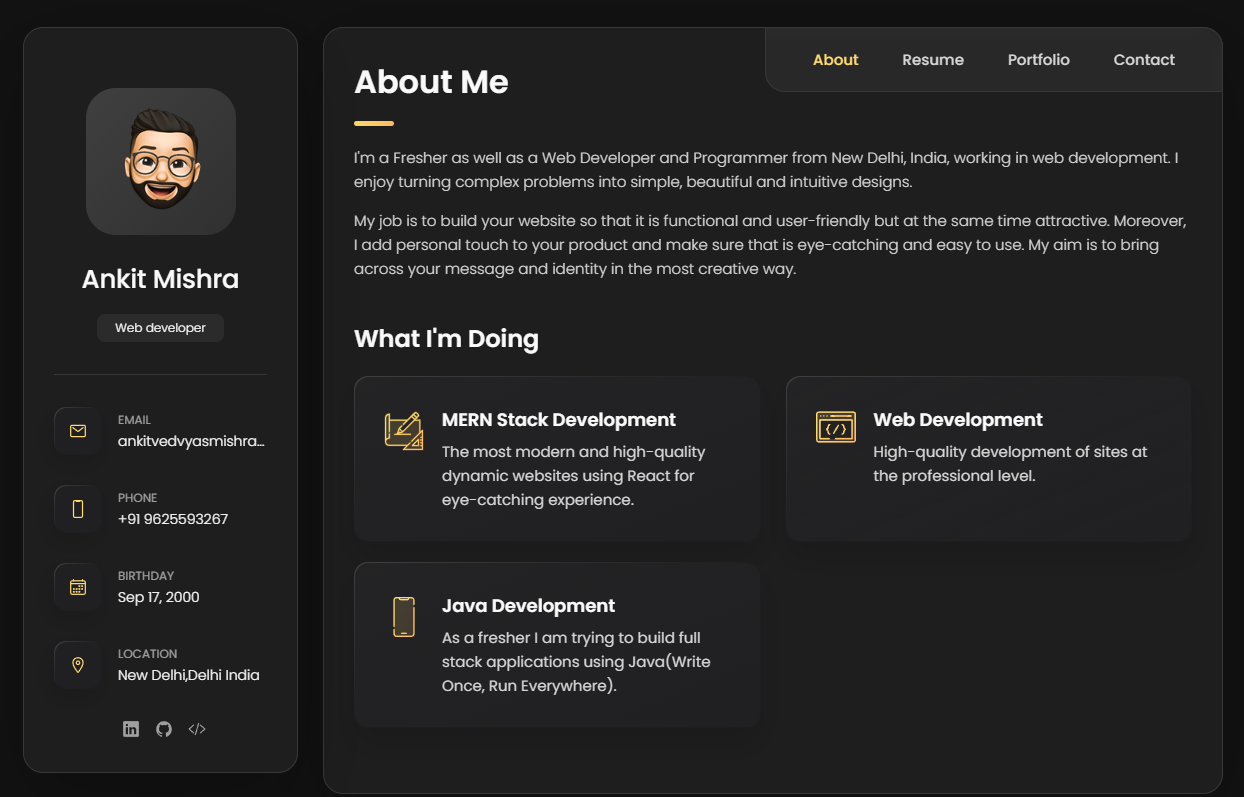 Ankit Mishra
Web developer
EMAIL
ankitvedvyasmishra...
PHONE
+91 9625593267
BIRTHDAY
Sep 17, 2000
LOCATION
New Delhi,Delhi India
About Resume Portfolio Contact
About Me
I'm a Fresher as well as a Web Developer and Programmer from New Delhi, India, working in web development. I
enjoy turning complex problems into simple, beautiful and intuitive designs.
My job is to build your website so that it is functional and user-friendly but at the same time attractive. Moreover,
I add personal touch to your product and make sure that is eye-catching and easy to use. My aim is to bring
across your message and identity in the most creative way.
What I'm Doing
MERN Stack Development
The most modern and high-quality
dynamic websites using React for
eye-catching experience.
Web Development
High-quality development of sites at
the professional level.
Java Development
As a fresher I am trying to build full
stack applications using Java(Write
Once, Run Everywhere).